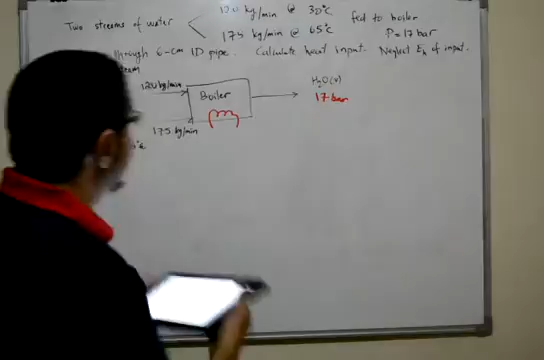 Two streams of water
120 kg/min @ 30°C
175 kg/min @ 65°C
fed to boiler
P = 17 bar
through 6-cm ID pipe. Calculate heat input. Neglect Ek of input.
120 kg/min
Boiler
H₂O(v)
17 bar
175 kg/min